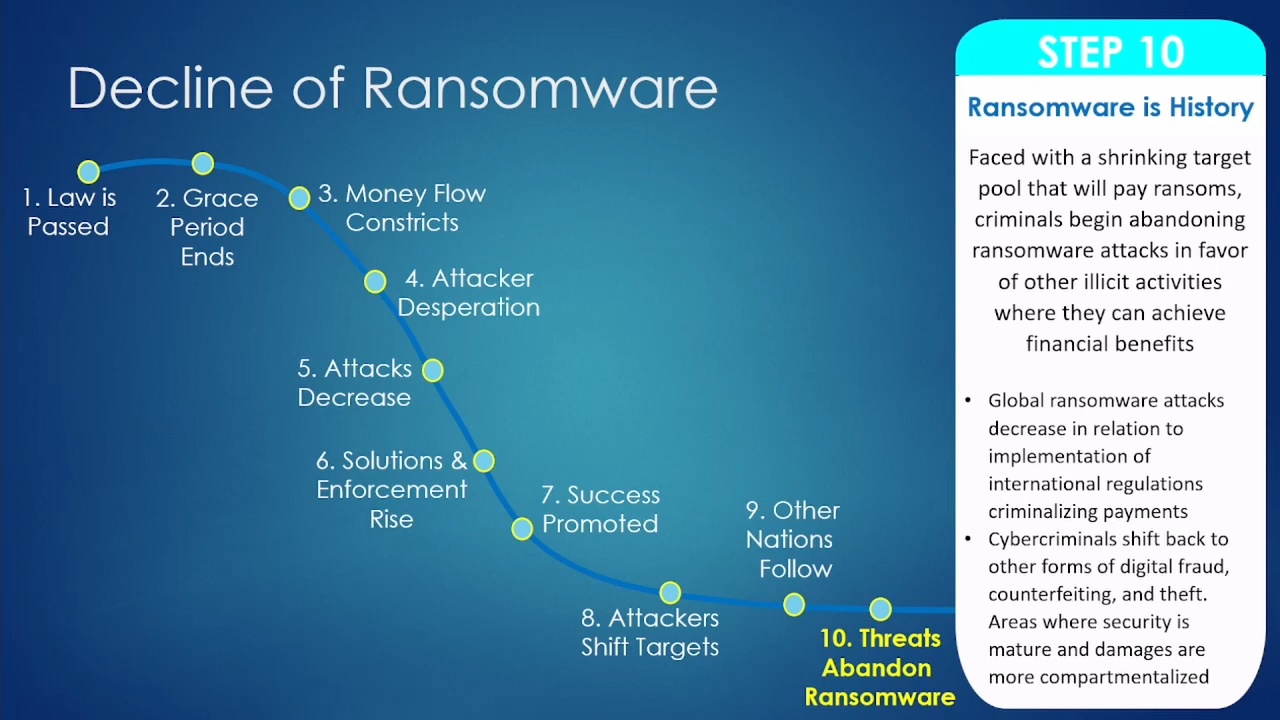 Decline of Ransomware
1. Law is
Passed
2. Grace
Period
Ends
3. Money Flow
Constricts
4. Attacker
Desperation
5. Attacks
Decrease
6. Solutions &
Enforcement
Rise
7. Success
Promoted
8. Attackers
Shift Targets
9. Other
Nations
Follow
10. Threats
Abandon
Ransomware
STEP 10
Ransomware is History
Faced with a shrinking target
pool that will pay ransoms,
criminals begin abandoning
ransomware attacks in favor
of other illicit activities
where they can achieve
financial benefits
• Global ransomware attacks
decrease in relation to
implementation of
international regulations
criminalizing payments
• Cybercriminals shift back to
other forms of digital fraud,
counterfeiting, and theft.
Areas where security is
mature and damages are
more compartmentalized